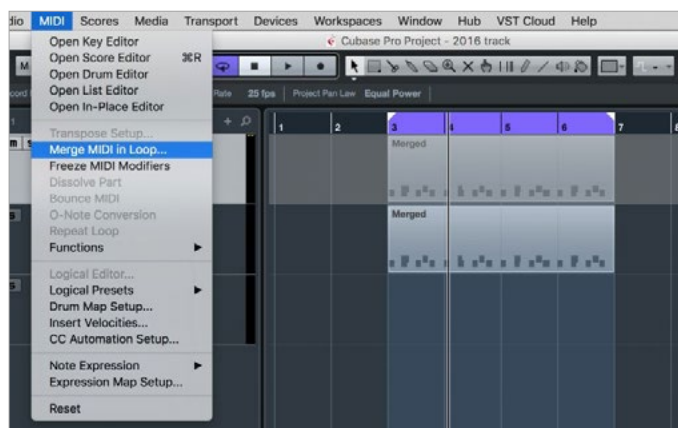 dio MIDI Scores Media Transport Devices Workspaces Window Hub VST Cloud Help
Cubase Pro Project - 2016 track
M
cord Rate 25 fps Project Pan Law Equal Power
Open Key Editor
Open Score Editor ⌘R
Open Drum Editor
Open List Editor
Open In-Place Editor
Transpose Setup...
Merge MIDI in Loop...
Freeze MIDI Modifiers
Dissolve Part
Bounce MIDI
O-Note Conversion
Repeat Loop
Functions
Logical Editor...
Logical Presets
Drum Map Setup...
Insert Velocities...
CC Automation Setup...
Note Expression
Expression Map Setup...
Reset
1 2 3 4 5 6 7
m S
Merged
S
Merged
S